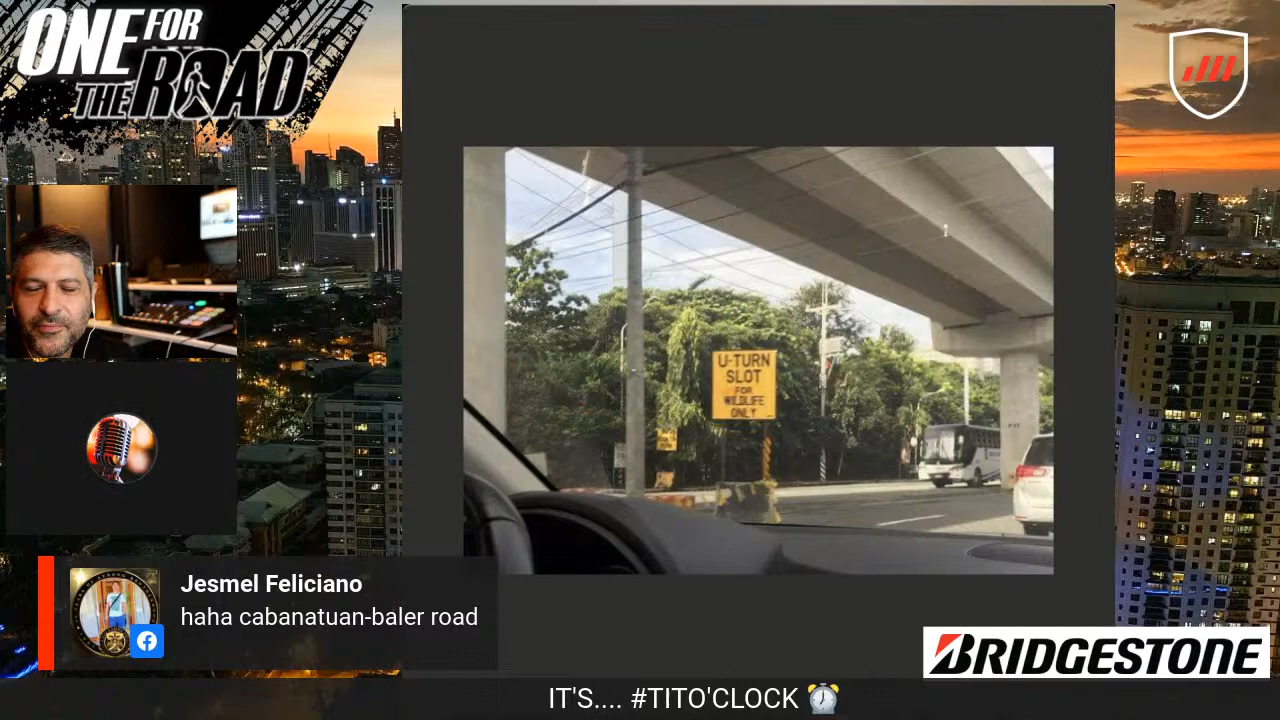 ONE FOR
THE ROAD
U-TURN
SLOT
FOR
WILDLIFE
ONLY
Jesmel Feliciano
haha cabanatuan-baler road
BRIDGESTONE
IT'S.... #TITO'CLOCK ⏰